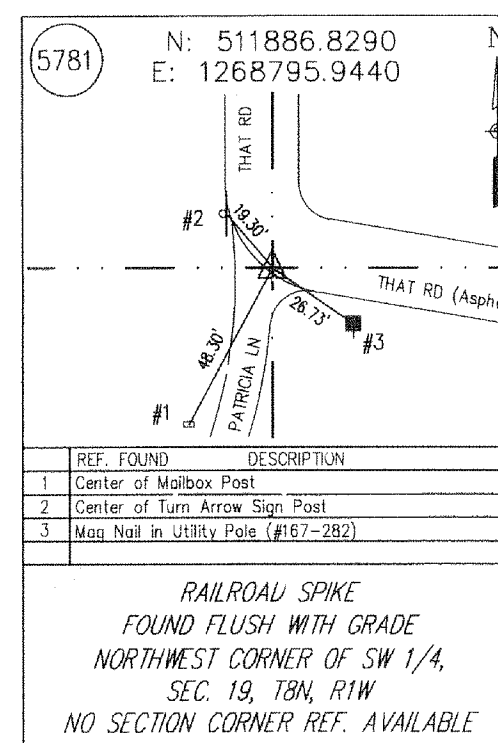 5781
N: 511886.8290
E: 1268795.9440
N
THAT RD
#2
19.30'
THAT RD (Aspha
26.73'
#3
48.30'
PATRICIA LN
#1
REF. FOUND DESCRIPTION
1 Center of Mailbox Post
2 Center of Turn Arrow Sign Post
3 Mag Nail in Utility Pole (#167-282)
RAILROAD SPIKE
FOUND FLUSH WITH GRADE
NORTHWEST CORNER OF SW 1/4,
SEC. 19, T8N, R1W
NO SECTION CORNER REF. AVAILABLE